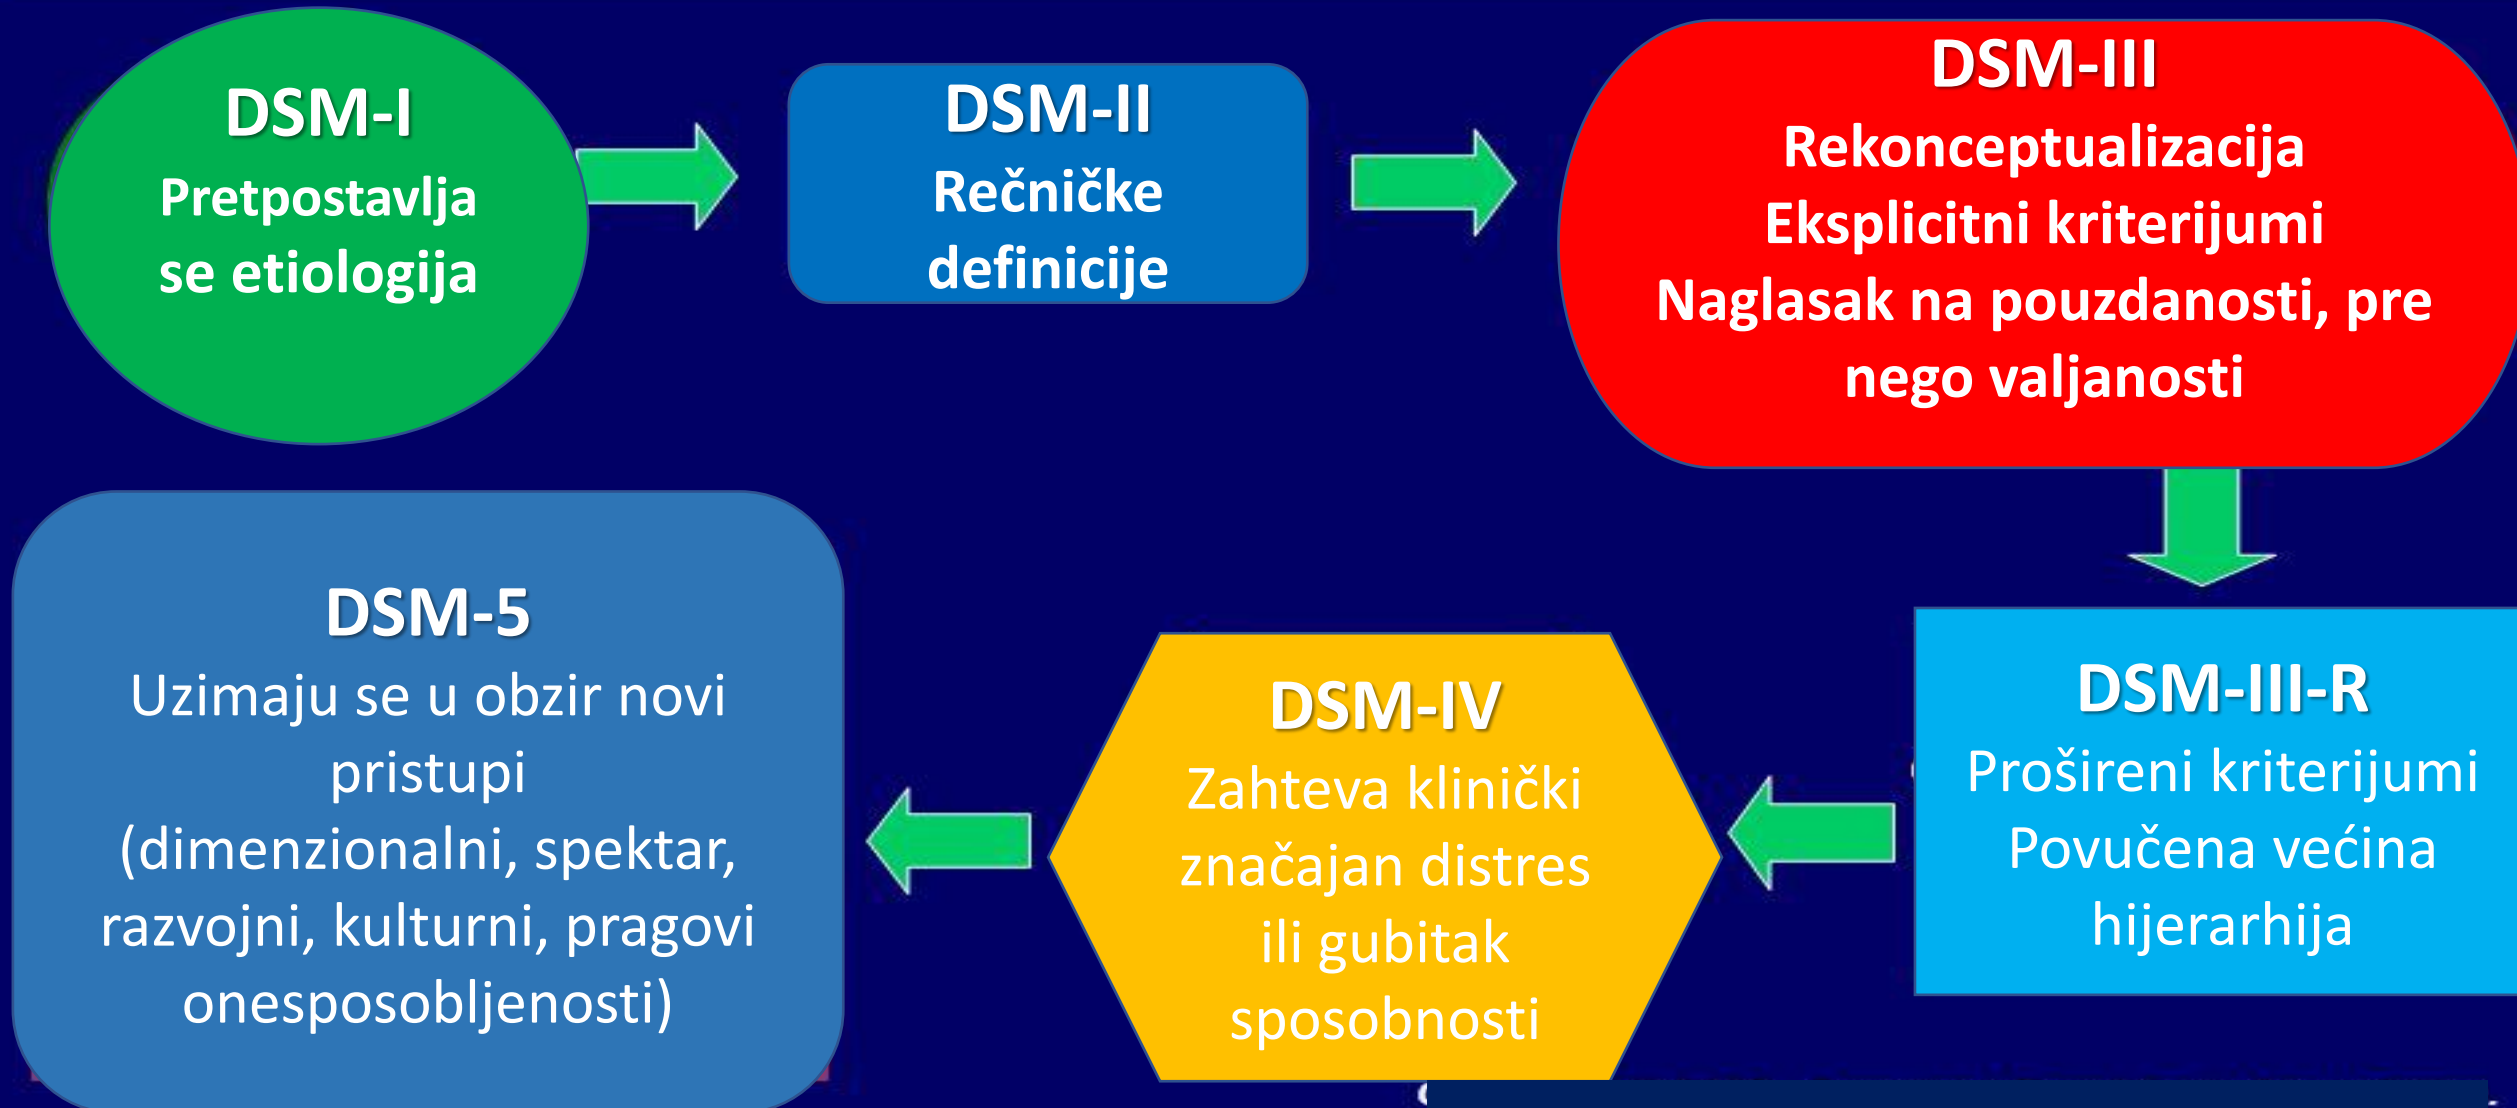 DSM-I
Pretpostavlja
se etiologija
DSM-II
Rečničke
definicije
DSM-III
Rekonceptualizacija
Eksplicitni kriterijumi
Naglasak na pouzdanosti, pre
nego valjanosti
DSM-III-R
Prošireni kriterijumi
Povučena većina
hijerarhija
DSM-IV
Zahteva klinički
značajan distres
ili gubitak
sposobnosti
DSM-5
Uzimaju se u obzir novi
pristupi
(dimenzionalni, spektar,
razvojni, kulturni, pragovi
onesposobljenosti)